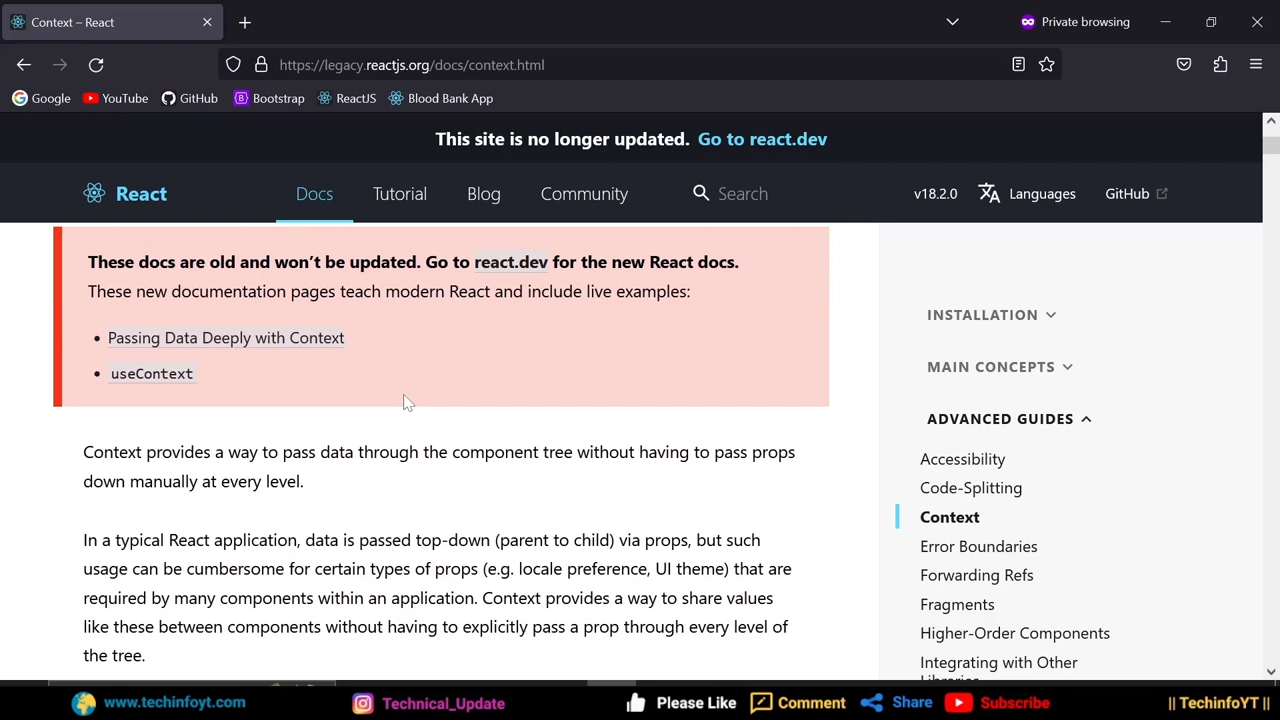 Context – React
Private browsing
https://legacy.reactjs.org/docs/context.html
Google YouTube GitHub Bootstrap ReactJS Blood Bank App
This site is no longer updated. Go to react.dev
React Docs Tutorial Blog Community Search v18.2.0 Languages GitHub
These docs are old and won’t be updated. Go to react.dev for the new React docs.
These new documentation pages teach modern React and include live examples:
• Passing Data Deeply with Context
• useContext
Context provides a way to pass data through the component tree without having to pass props
down manually at every level.
In a typical React application, data is passed top-down (parent to child) via props, but such
usage can be cumbersome for certain types of props (e.g. locale preference, UI theme) that are
required by many components within an application. Context provides a way to share values
like these between components without having to explicitly pass a prop through every level of
the tree.
INSTALLATION
MAIN CONCEPTS
ADVANCED GUIDES
Accessibility
Code-Splitting
Context
Error Boundaries
Forwarding Refs
Fragments
Higher-Order Components
Integrating with Other
Libraries
www.techinfoyt.com Technical_Update Please Like Comment Share Subscribe || TechinfoYT ||